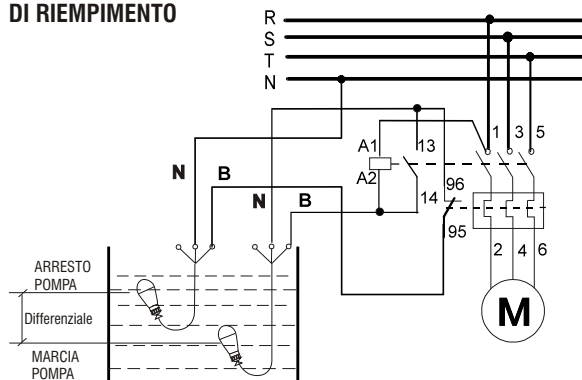 DI RIEMPIMENTO
R
S
T
N
1 3 5
A1 13
A2
96
N B N B 14
95
2 4 6
ARRESTO
POMPA
Differenziale
M
MARCIA
POMPA